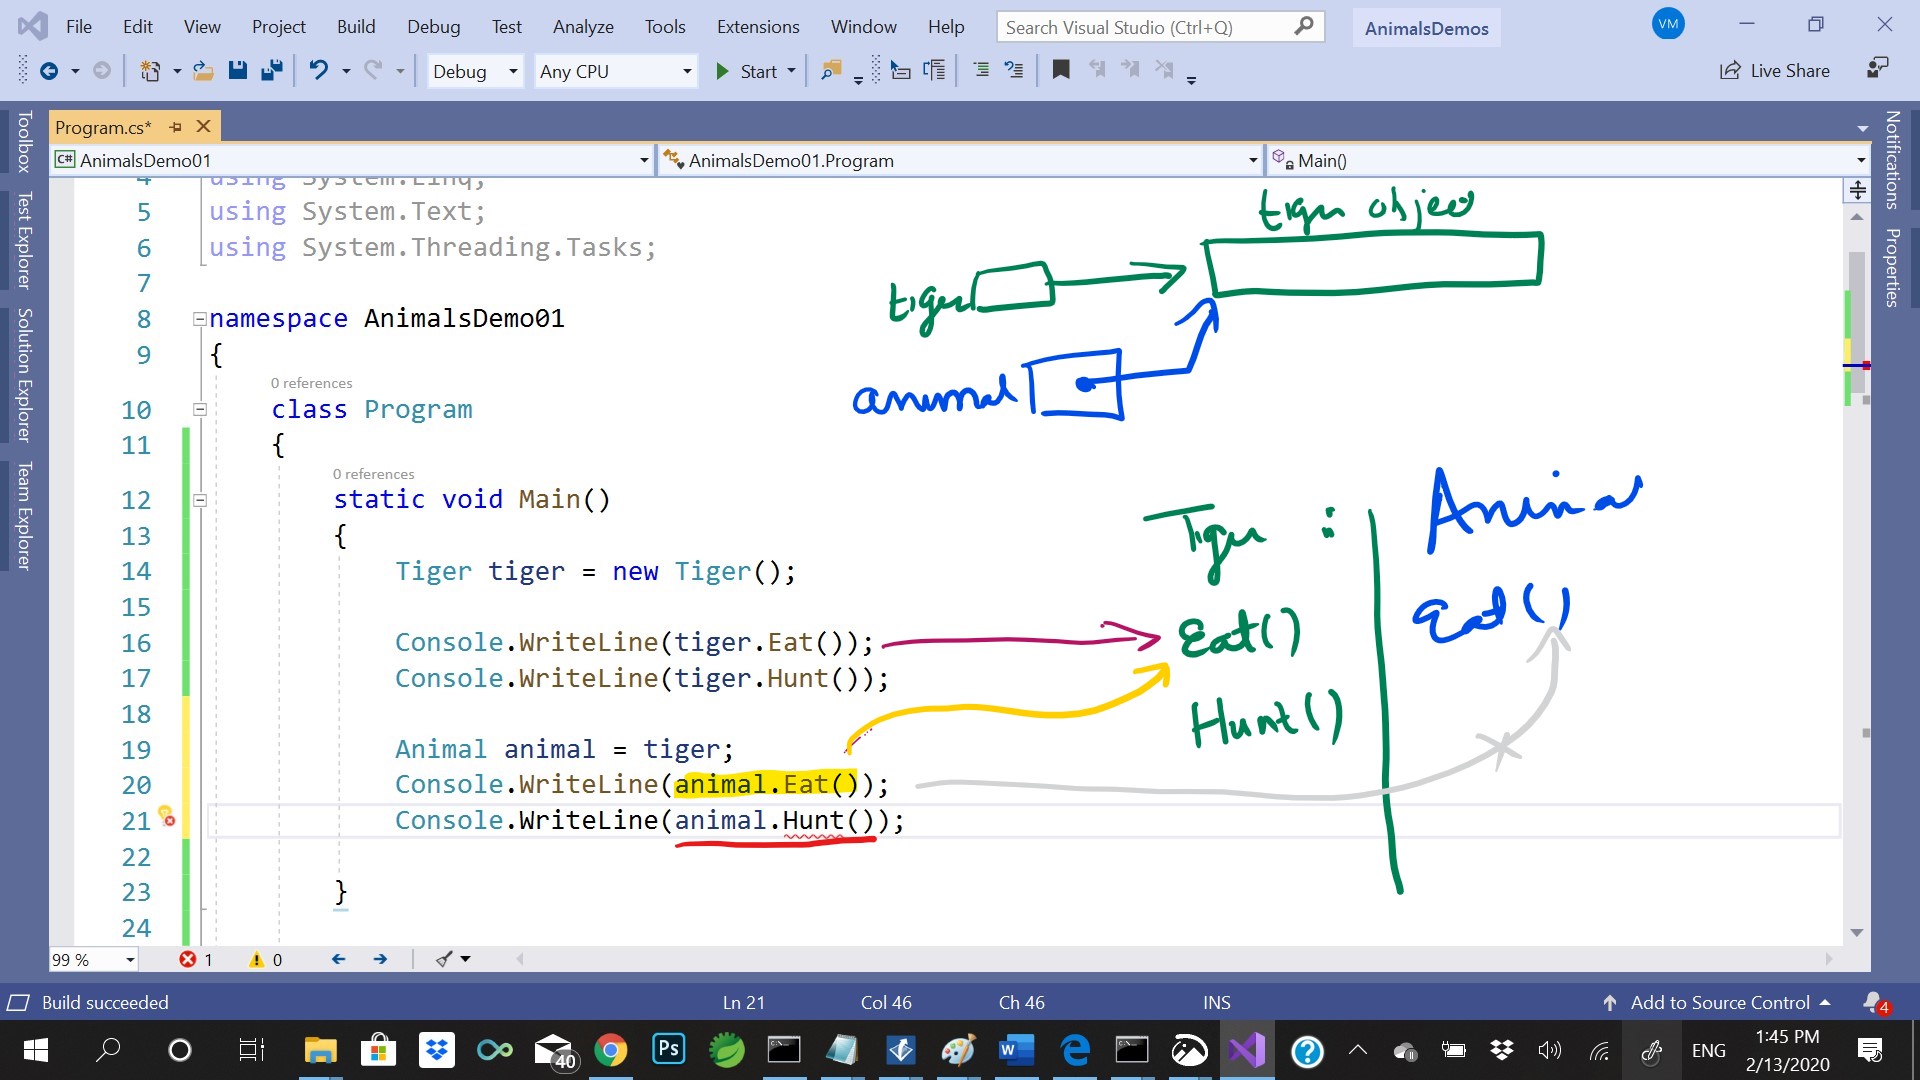 File Edit View Project Build Debug Test Analyze Tools Extensions Window Help Search Visual Studio (Ctrl+Q) AnimalsDemos VM
Debug Any CPU Start Live Share
Program.cs*
C# AnimalsDemo01 AnimalsDemo01.Program Main()
Toolbox
Test Explorer
Solution Explorer
Team Explorer
Notifications
Properties
4 using System.Linq;
5 using System.Text;
6 using System.Threading.Tasks;
7
8 namespace AnimalsDemo01
9 {
0 references
10 class Program
11 {
0 references
12 static void Main()
13 {
14 Tiger tiger = new Tiger();
15
16 Console.WriteLine(tiger.Eat());
17 Console.WriteLine(tiger.Hunt());
18
19 Animal animal = tiger;
20 Console.WriteLine(animal.Eat());
21 Console.WriteLine(animal.Hunt());
22
23 }
24
tiger object
tiger
animal
Tiger : Animal
Eat() Eat()
Hunt()
99 % 1 0
Build succeeded Ln 21 Col 46 Ch 46 INS Add to Source Control 4
40 Ps W ENG 1:45 PM
2/13/2020